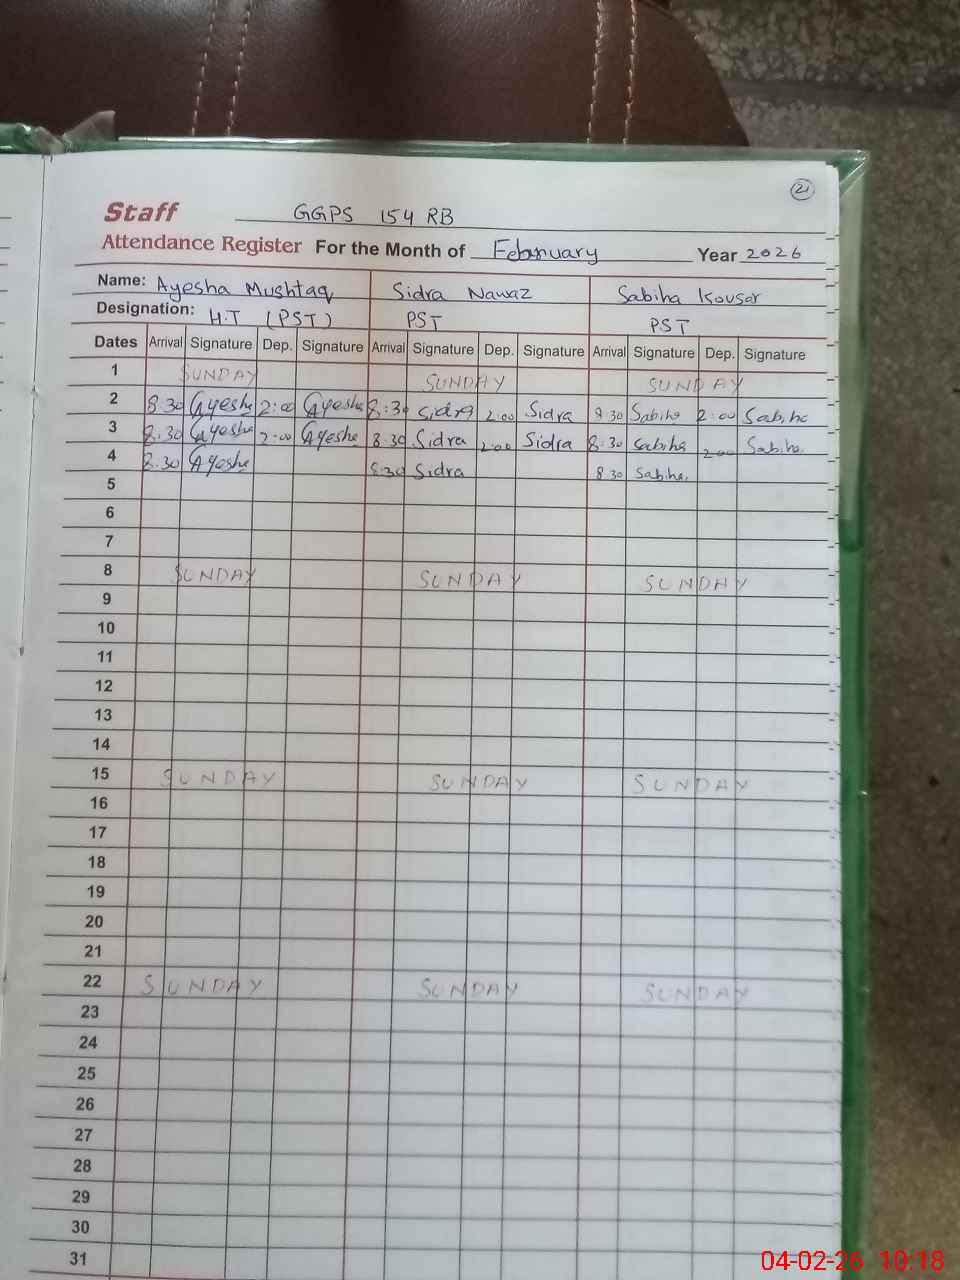 21
Staff GGPS 154 RB
Attendance Register For the Month of Febnuary Year 2026
Name: Ayesha Mushtaq Sidra Nawaz Sabiha Kousar
Designation: H.T (PST) PST PST
Dates Arrival Signature Dep. Signature Arrival Signature Dep. Signature Arrival Signature Dep. Signature
1 SUNDAY SUNDAY SUNDAY
2 8.30 Ayesha 2:00 Ayesha 8:30 Sidra 2:00 Sidra 8 30 Sabiha 2:00 Sabiha
3 8.30 Ayesha 2:00 Ayesha 8.30 Sidra 2:00 Sidra 8:30 Sabiha 2:00 Sabiha
4 8.30 Ayesha 8:30 Sidra 8 30 Sabiha
5
6
7
8 SUNDAY SUNDAY SUNDAY
9
10
11
12
13
14
15 SUNDAY SUNDAY SUNDAY
16
17
18
19
20
21
22 SUNDAY SUNDAY SUNDAY
23
24
25
26
27
28
29
30
31
04-02-26 10:18